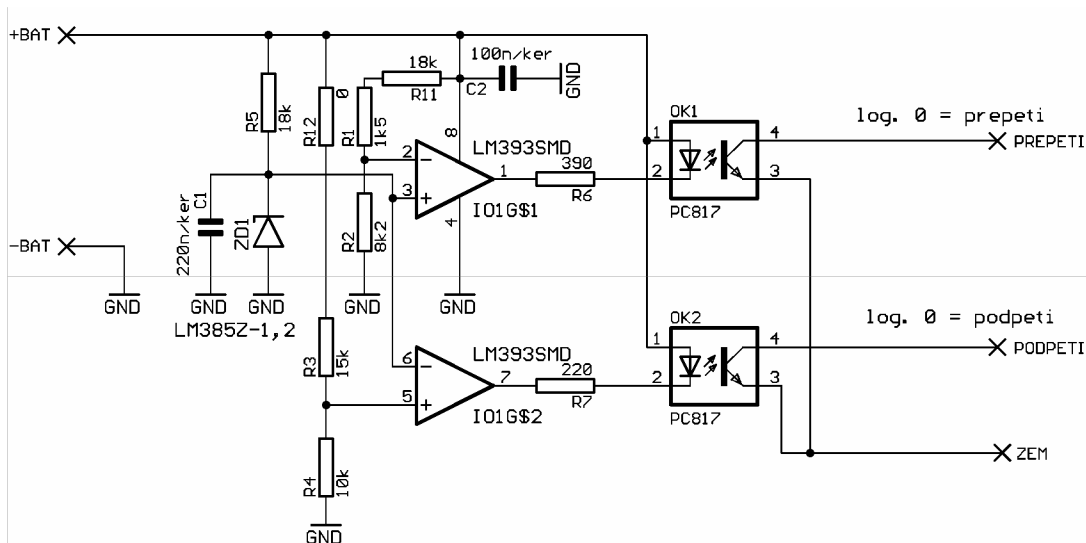 +BAT
100n/ker
18k
R11
C2
GND
R5
18k
R12
0
R1
1k5
8
LM393SMD
2
3
1
390
R6
IO1G$1
4
OK1
1
2
4
3
PC817
log. 0 = prepeti
PREPETI
220n/ker
C1
ZD1
R2
8k2
-BAT
GND
GND
GND
GND
GND
LM385Z-1,2
R3
15k
6
5
LM393SMD
7
220
R7
IO1G$2
OK2
1
2
4
3
PC817
log. 0 = podpeti
PODPETI
R4
10k
GND
ZEM